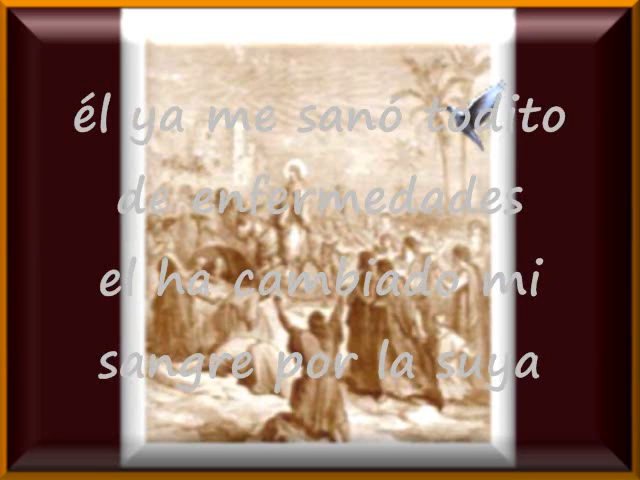 él ya me sanó todito
de enfermedades
el ha cambiado mi
sangre por la suya